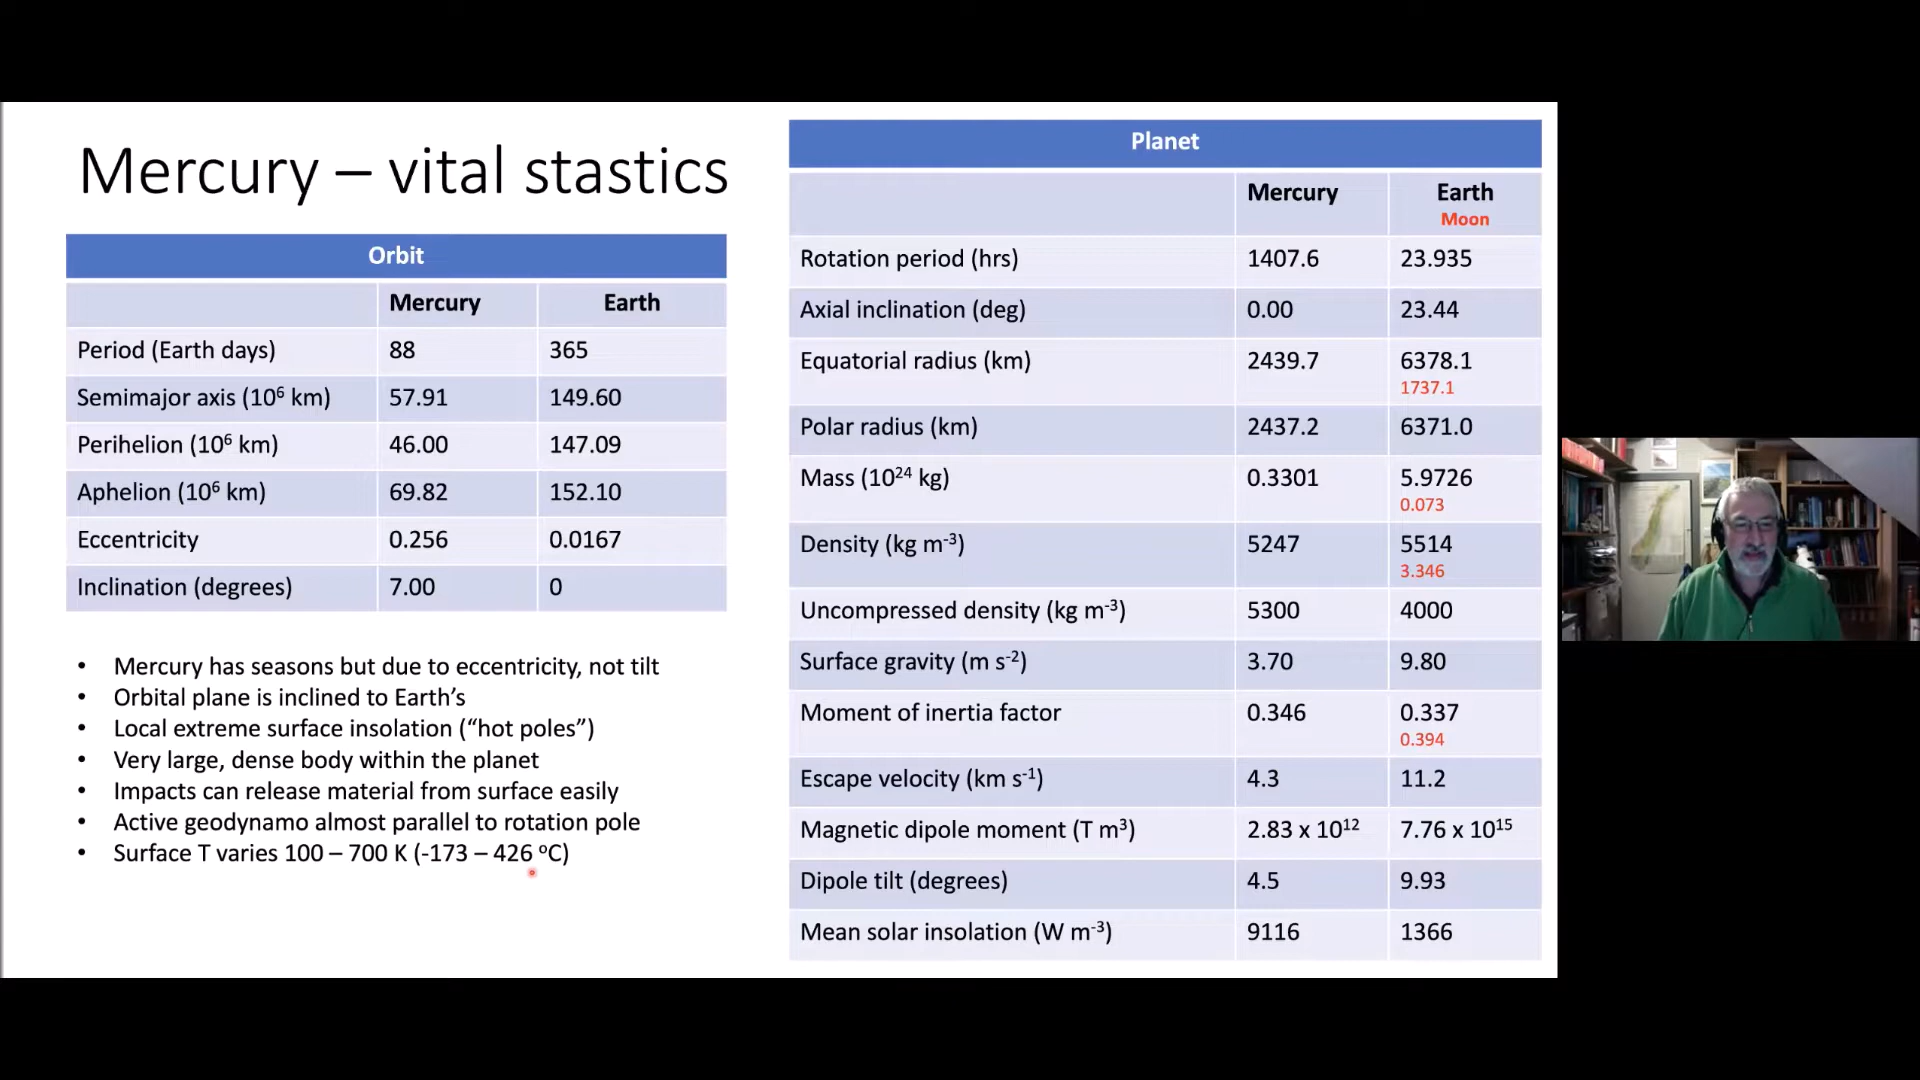 Mercury – vital stastics
Orbit
Mercury Earth
Period (Earth days) 88 365
Semimajor axis (10⁶ km) 57.91 149.60
Perihelion (10⁶ km) 46.00 147.09
Aphelion (10⁶ km) 69.82 152.10
Eccentricity 0.256 0.0167
Inclination (degrees) 7.00 0
• Mercury has seasons but due to eccentricity, not tilt
• Orbital plane is inclined to Earth’s
• Local extreme surface insolation (“hot poles”)
• Very large, dense body within the planet
• Impacts can release material from surface easily
• Active geodynamo almost parallel to rotation pole
• Surface T varies 100 – 700 K (-173 – 426 ºC)
Planet
Mercury Earth
Moon
Rotation period (hrs) 1407.6 23.935
Axial inclination (deg) 0.00 23.44
Equatorial radius (km) 2439.7 6378.1
1737.1
Polar radius (km) 2437.2 6371.0
Mass (10²⁴ kg) 0.3301 5.9726
0.073
Density (kg m⁻³) 5247 5514
3.346
Uncompressed density (kg m⁻³) 5300 4000
Surface gravity (m s⁻²) 3.70 9.80
Moment of inertia factor 0.346 0.337
0.394
Escape velocity (km s⁻¹) 4.3 11.2
Magnetic dipole moment (T m³) 2.83 x 10¹² 7.76 x 10¹⁵
Dipole tilt (degrees) 4.5 9.93
Mean solar insolation (W m⁻³) 9116 1366